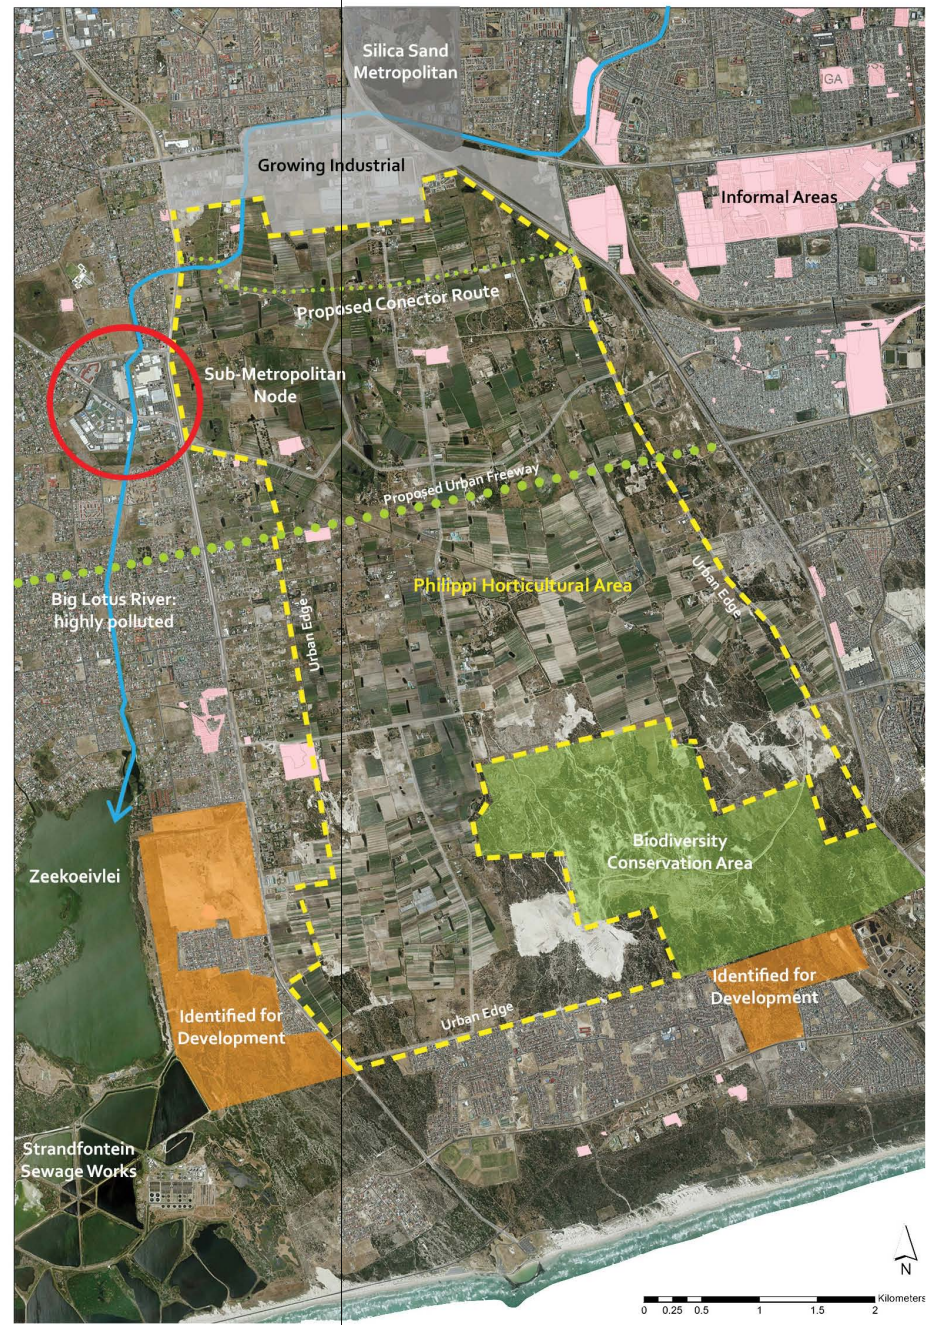 Silica Sand
Metropolitan
GA
Growing Industrial
Informal Areas
Proposed Conector Route
Sub-Metropolitan
Node
Proposed Urban Freeway
Philippi Horticultural Area
Urban Edge
Big Lotus River:
highly polluted
Urban Edge
Biodiversity
Conservation Area
Zeekoeivlei
Identified for
Development
Identified for
Development
Urban Edge
Strandfontein
Sewage Works
N
Kilometers
0 0.25 0.5 1 1.5 2